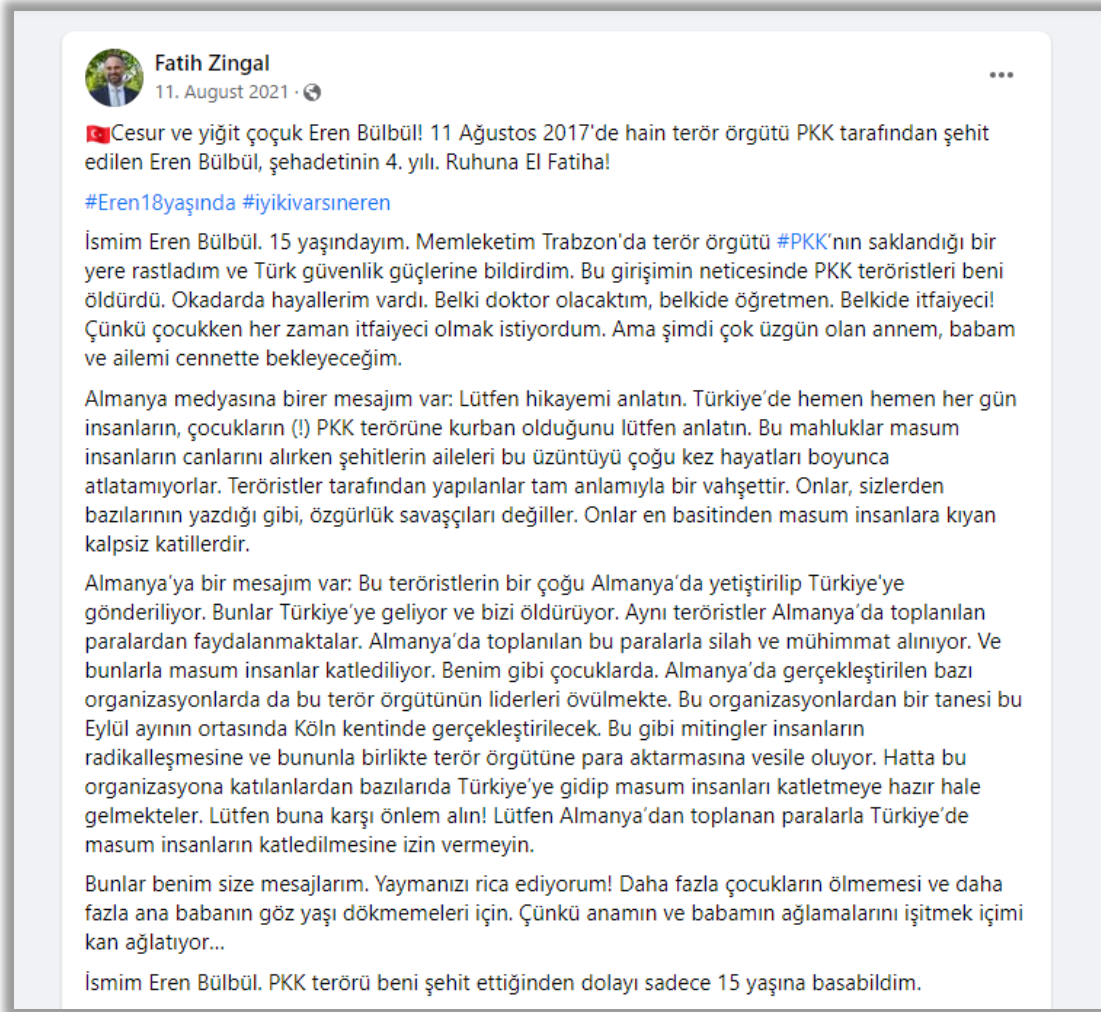 Fatih Zingal
11. August 2021 ·
🇹🇷Cesur ve yiğit çoçuk Eren Bülbül! 11 Ağustos 2017'de hain terör örgütü PKK tarafından şehit
edilen Eren Bülbül, şehadetinin 4. yılı. Ruhuna El Fatiha!
#Eren18yaşında #iyikivarsıneren
İsmim Eren Bülbül. 15 yaşındayım. Memleketim Trabzon'da terör örgütü #PKK’nın saklandığı bir
yere rastladım ve Türk güvenlik güçlerine bildirdim. Bu girişimin neticesinde PKK teröristleri beni
öldürdü. Okadarda hayallerim vardı. Belki doktor olacaktım, belkide öğretmen. Belkide itfaiyeci!
Çünkü çocukken her zaman itfaiyeci olmak istiyordum. Ama şimdi çok üzgün olan annem, babam
ve ailemi cennette bekleyeceğim.
Almanya medyasına birer mesajım var: Lütfen hikayemi anlatın. Türkiye’de hemen hemen her gün
insanların, çocukların (!) PKK terörüne kurban olduğunu lütfen anlatın. Bu mahluklar masum
insanların canlarını alırken şehitlerin aileleri bu üzüntüyü çoğu kez hayatları boyunca
atlatamıyorlar. Teröristler tarafından yapılanlar tam anlamıyla bir vahşettir. Onlar, sizlerden
bazılarının yazdığı gibi, özgürlük savaşçıları değiller. Onlar en basitinden masum insanlara kıyan
kalpsiz katillerdir.
Almanya’ya bir mesajım var: Bu teröristlerin bir çoğu Almanya’da yetiştirilip Türkiye'ye
gönderiliyor. Bunlar Türkiye’ye geliyor ve bizi öldürüyor. Aynı teröristler Almanya’da toplanılan
paralardan faydalanmaktalar. Almanya’da toplanılan bu paralarla silah ve mühimmat alınıyor. Ve
bunlarla masum insanlar katlediliyor. Benim gibi çocuklarda. Almanya’da gerçekleştirilen bazı
organizasyonlarda da bu terör örgütünün liderleri övülmekte. Bu organizasyonlardan bir tanesi bu
Eylül ayının ortasında Köln kentinde gerçekleştirilecek. Bu gibi mitingler insanların
radikalleşmesine ve bununla birlikte terör örgütüne para aktarmasına vesile oluyor. Hatta bu
organizasyona katılanlardan bazılarıda Türkiye’ye gidip masum insanları katletmeye hazır hale
gelmekteler. Lütfen buna karşı önlem alın! Lütfen Almanya’dan toplanan paralarla Türkiye’de
masum insanların katledilmesine izin vermeyin.
Bunlar benim size mesajlarım. Yaymanızı rica ediyorum! Daha fazla çocukların ölmemesi ve daha
fazla ana babanın göz yaşı dökmemeleri için. Çünkü anamın ve babamın ağlamalarını işitmek içimi
kan ağlatıyor...
İsmim Eren Bülbül. PKK terörü beni şehit ettiğinden dolayı sadece 15 yaşına basabildim.